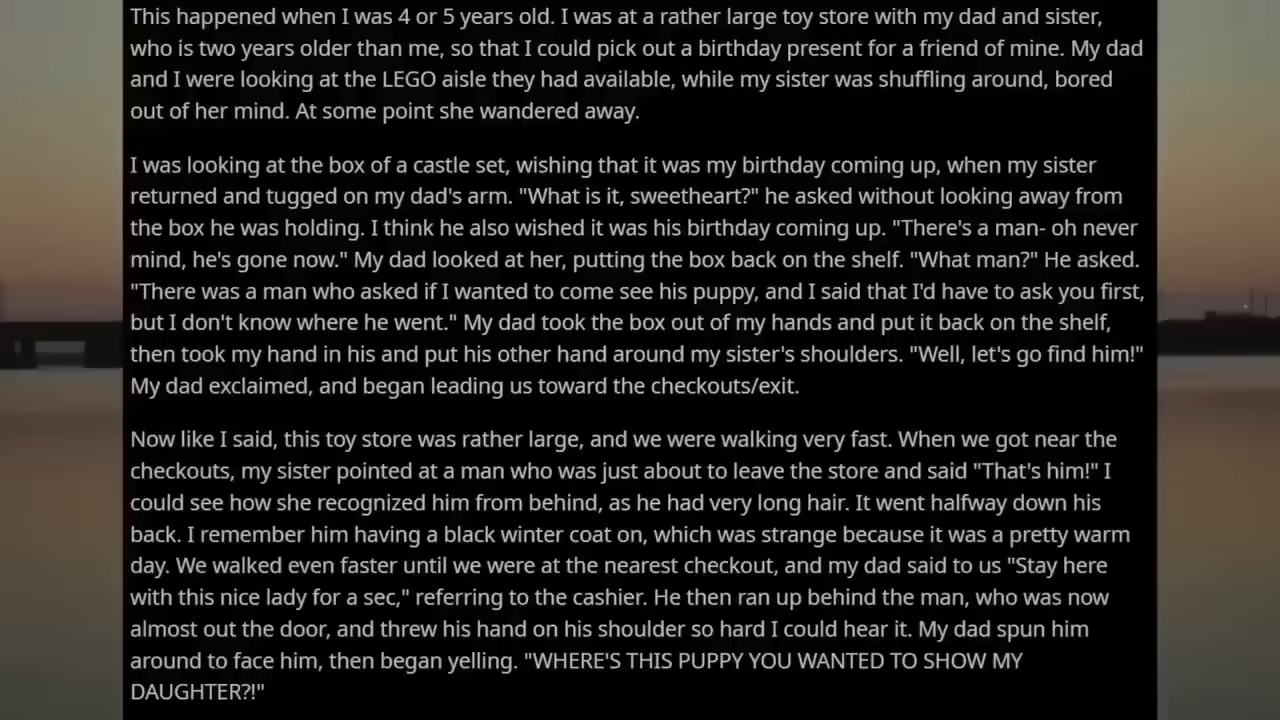 This happened when I was 4 or 5 years old. I was at a rather large toy store with my dad and sister,
who is two years older than me, so that I could pick out a birthday present for a friend of mine. My dad
and I were looking at the LEGO aisle they had available, while my sister was shuffling around, bored
out of her mind. At some point she wandered away.
I was looking at the box of a castle set, wishing that it was my birthday coming up, when my sister
returned and tugged on my dad's arm. "What is it, sweetheart?" he asked without looking away from
the box he was holding. I think he also wished it was his birthday coming up. "There's a man- oh never
mind, he's gone now." My dad looked at her, putting the box back on the shelf. "What man?" He asked.
"There was a man who asked if I wanted to come see his puppy, and I said that I'd have to ask you first,
but I don't know where he went." My dad took the box out of my hands and put it back on the shelf,
then took my hand in his and put his other hand around my sister's shoulders. "Well, let's go find him!"
My dad exclaimed, and began leading us toward the checkouts/exit.
Now like I said, this toy store was rather large, and we were walking very fast. When we got near the
checkouts, my sister pointed at a man who was just about to leave the store and said "That's him!" I
could see how she recognized him from behind, as he had very long hair. It went halfway down his
back. I remember him having a black winter coat on, which was strange because it was a pretty warm
day. We walked even faster until we were at the nearest checkout, and my dad said to us "Stay here
with this nice lady for a sec," referring to the cashier. He then ran up behind the man, who was now
almost out the door, and threw his hand on his shoulder so hard I could hear it. My dad spun him
around to face him, then began yelling. "WHERE'S THIS PUPPY YOU WANTED TO SHOW MY
DAUGHTER?!"